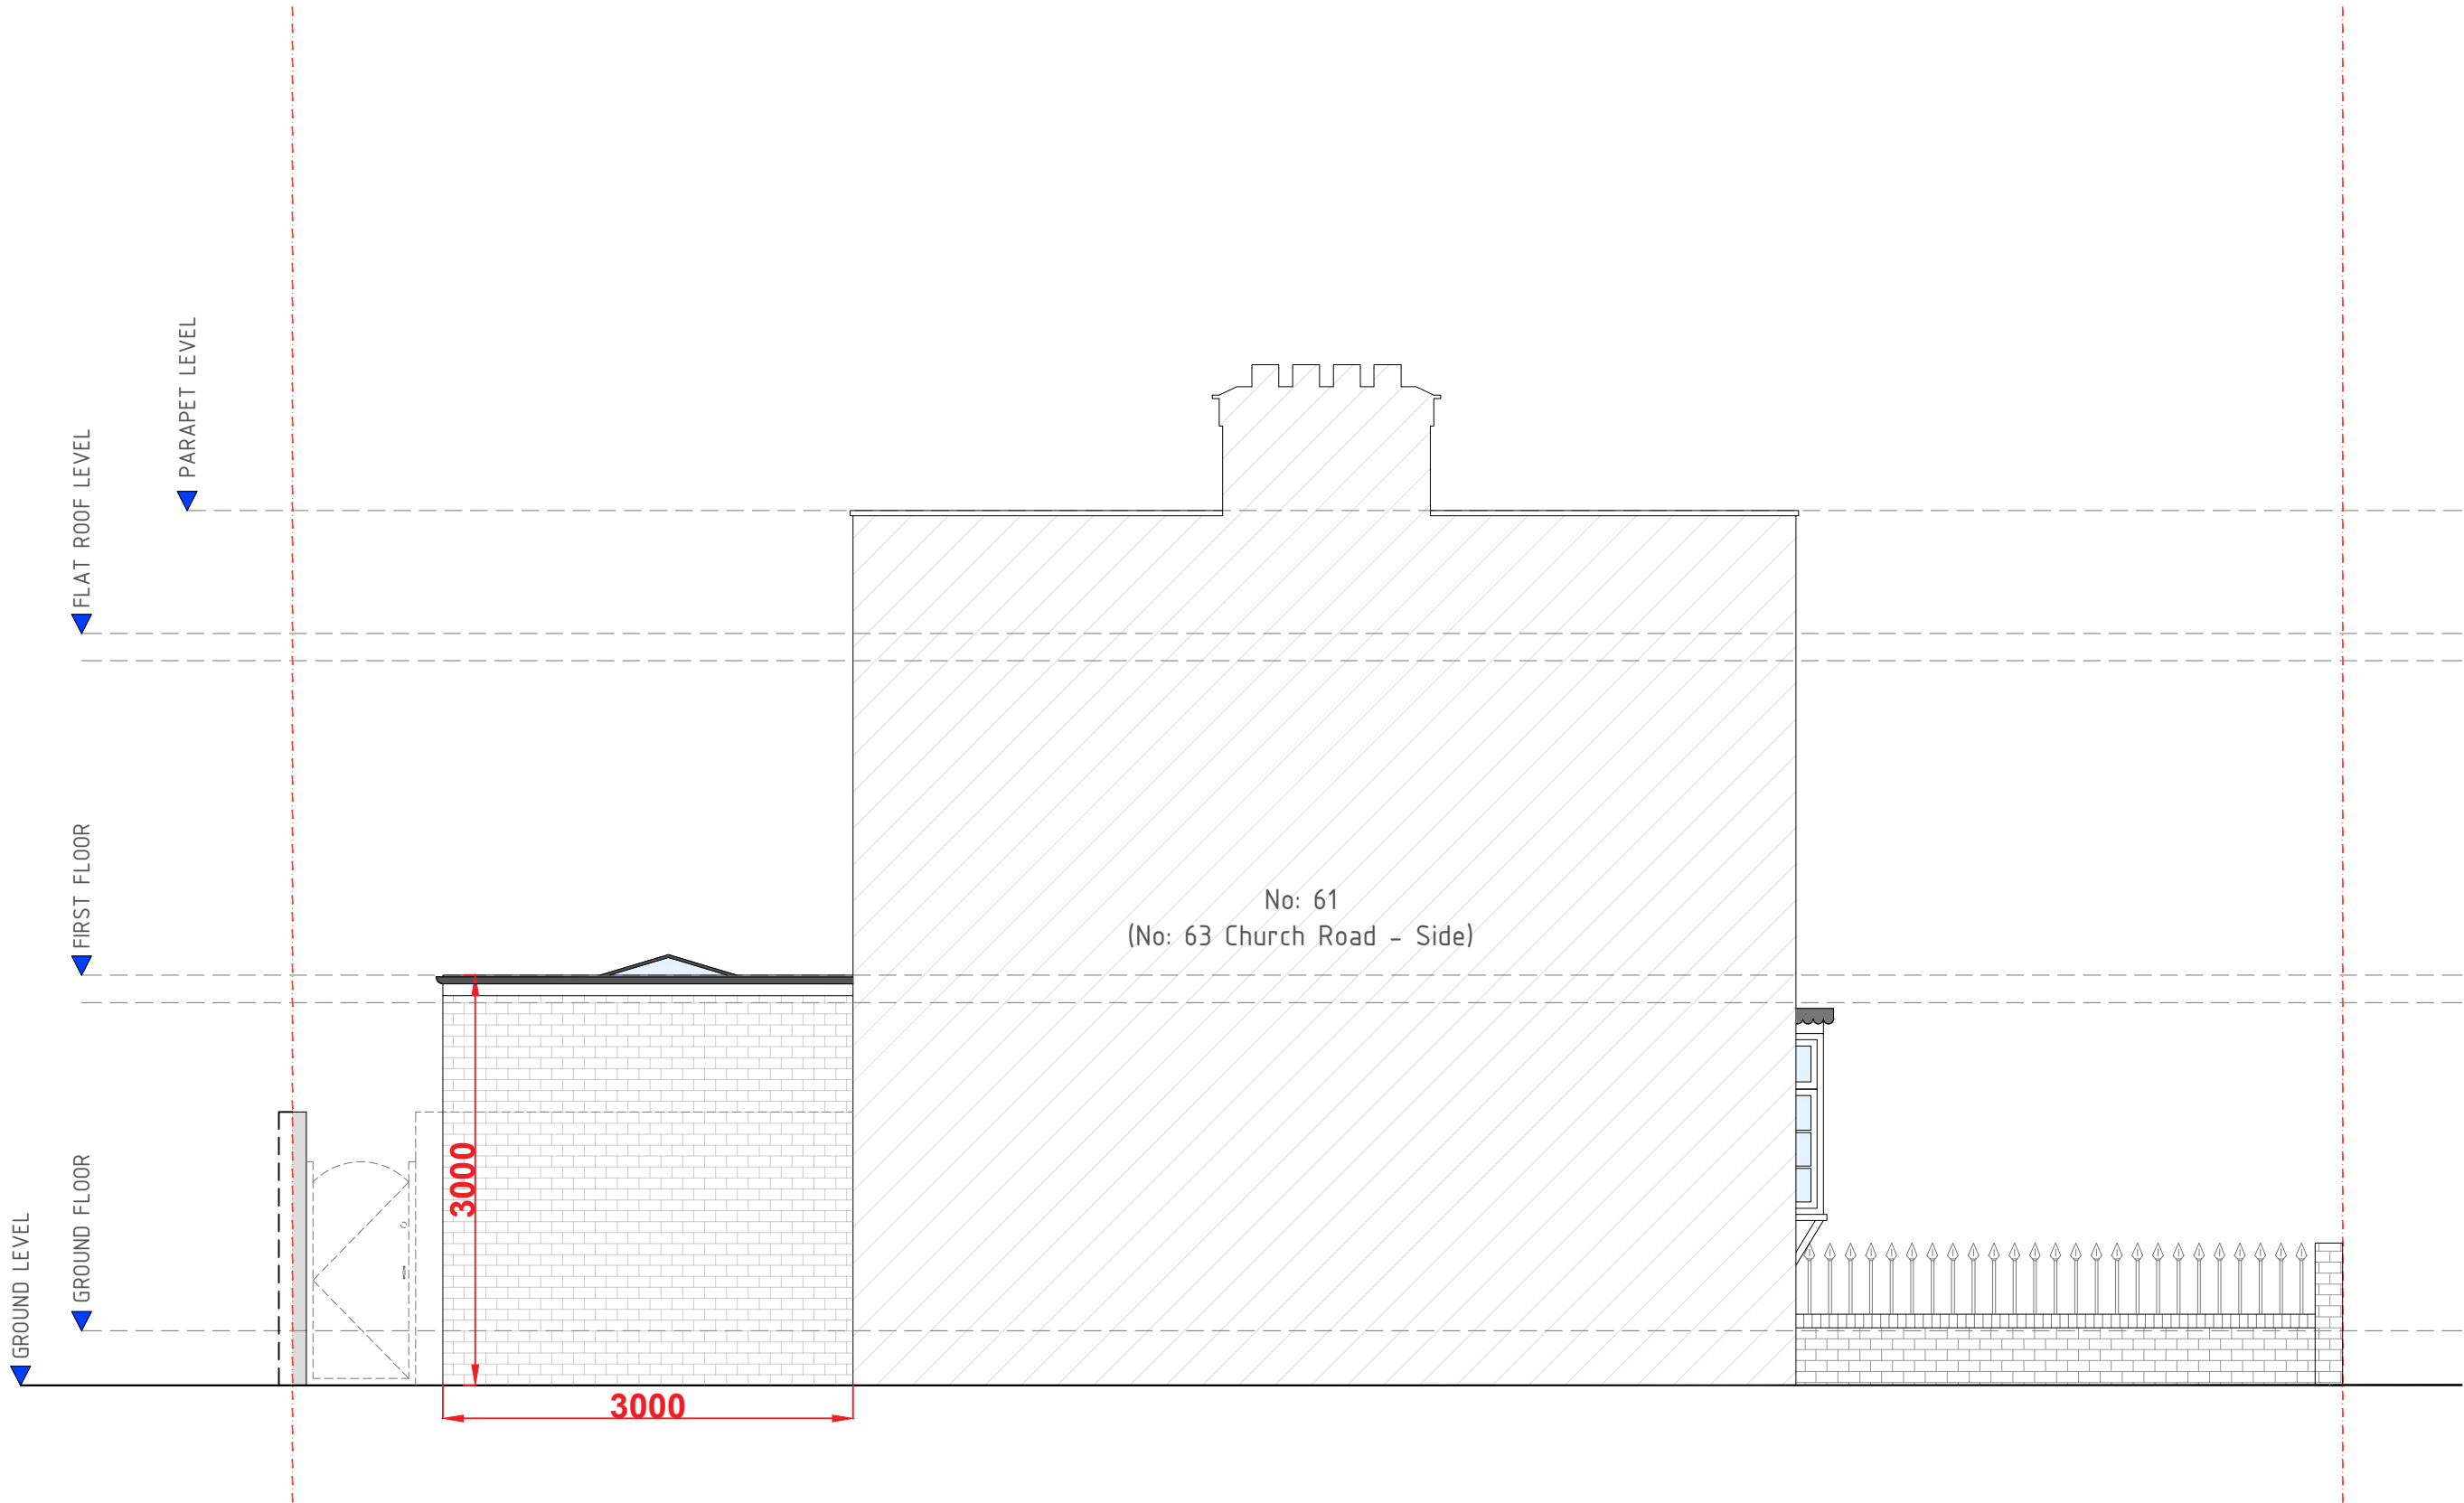 PARAPET LEVEL
FLAT ROOF LEVEL
FIRST FLOOR
GROUND FLOOR
GROUND LEVEL
No: 61
(No: 63 Church Road - Side)
3000
3000